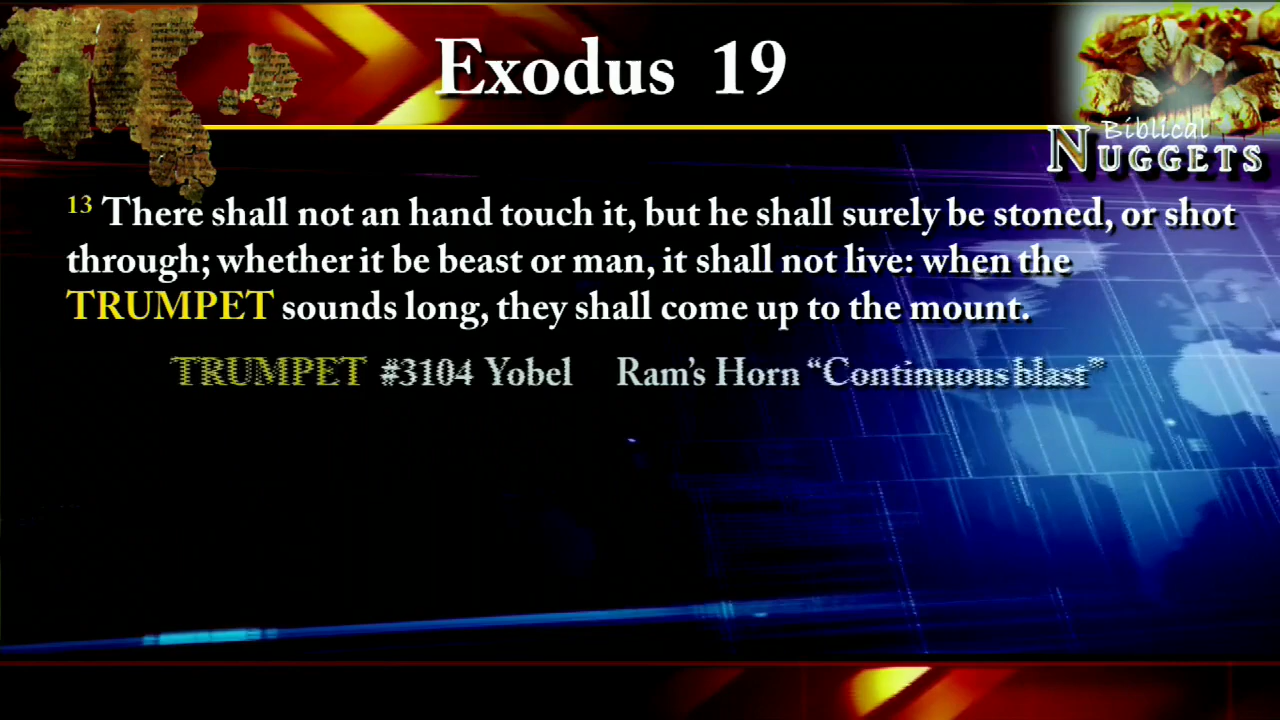 Exodus 19
Biblical
NUGGETS
13 There shall not an hand touch it, but he shall surely be stoned, or shot
through; whether it be beast or man, it shall not live: when the
TRUMPET sounds long, they shall come up to the mount.
TRUMPET #3104 Yobel Ram's Horn “Continuous blast”